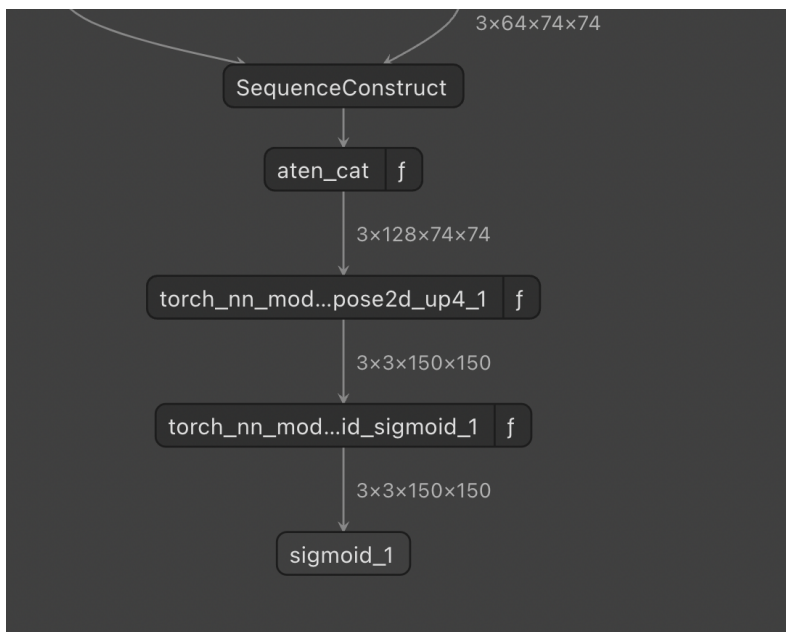 3×64×74×74
SequenceConstruct
aten_cat ƒ
3×128×74×74
torch_nn_mod...pose2d_up4_1 ƒ
3×3×150×150
torch_nn_mod...id_sigmoid_1 ƒ
3×3×150×150
sigmoid_1